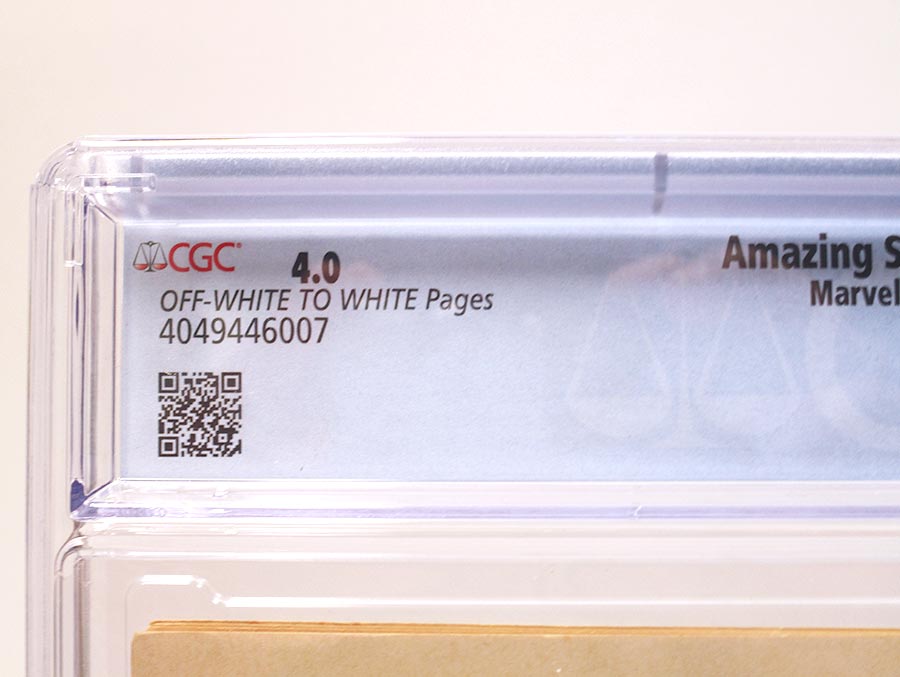 CGC
4.0
OFF-WHITE TO WHITE Pages
4049446007
Amazing S
Marvel